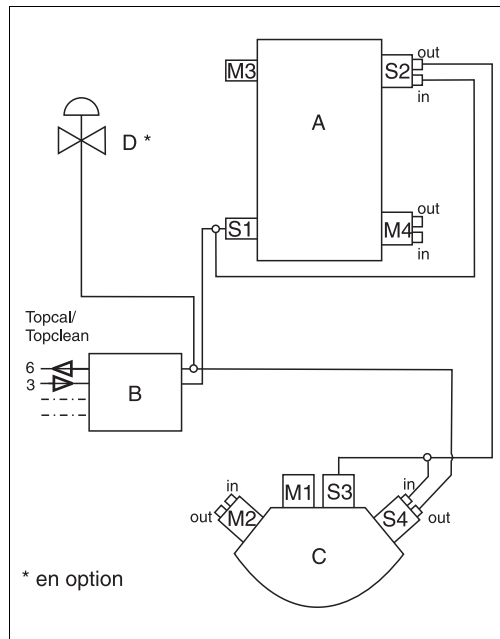 out
M3
S2
in
A
D *
S1
out
M4
in
Topcal/
Topclean
6
3
B
in
M1
S3
in
out
M2
S4
out
C
* en option